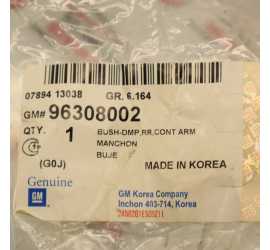 07894 13038 GR. 6.164
GM# 96308002
QTY. 1 BUSH-DMP,RR,CONT ARM
MANCHON
BUJE
(G0J) MADE IN KOREA
Genuine
GM
GM Korea Company
Inchon 403-714, Korea